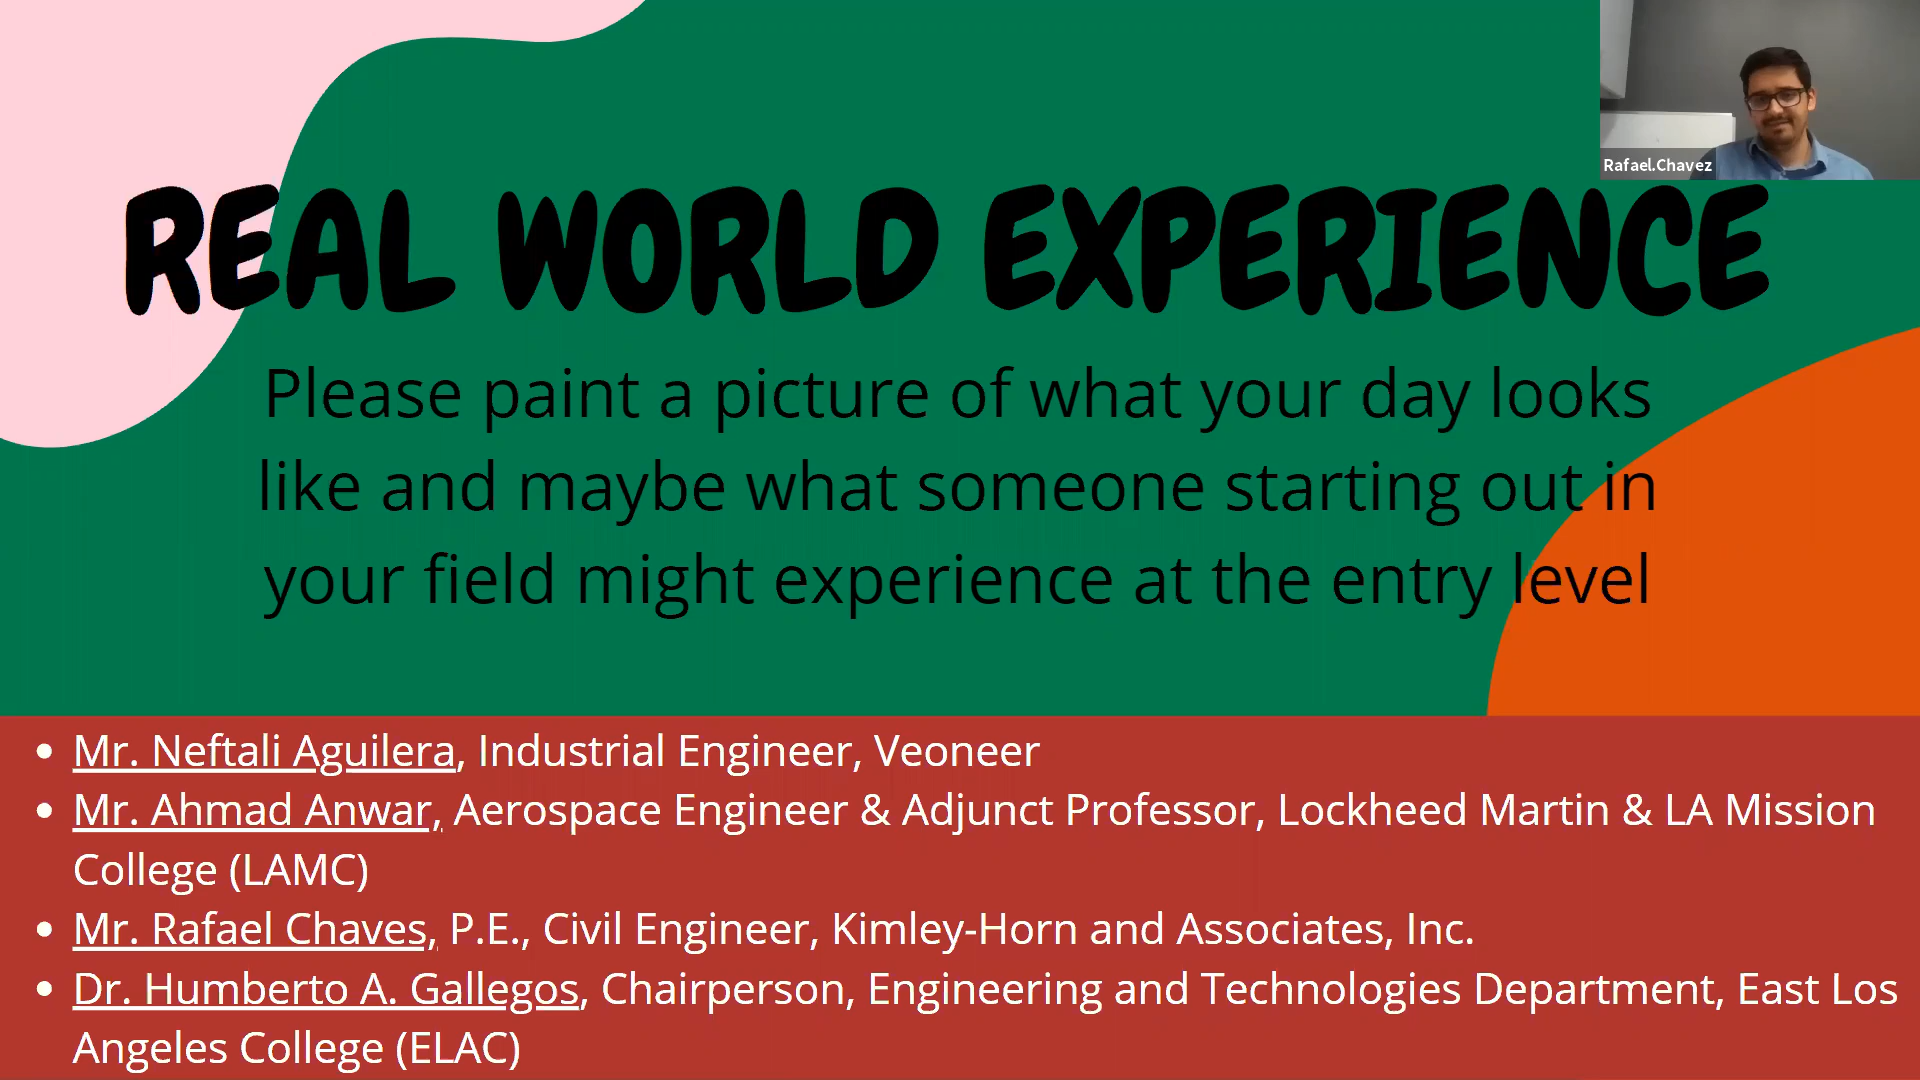 Rafael.Chavez
REAL WORLD EXPERIENCE
Please paint a picture of what your day looks
like and maybe what someone starting out in
your field might experience at the entry level
• Mr. Neftali Aguilera, Industrial Engineer, Veoneer
• Mr. Ahmad Anwar, Aerospace Engineer & Adjunct Professor, Lockheed Martin & LA Mission
College (LAMC)
• Mr. Rafael Chaves, P.E., Civil Engineer, Kimley-Horn and Associates, Inc.
• Dr. Humberto A. Gallegos, Chairperson, Engineering and Technologies Department, East Los
Angeles College (ELAC)